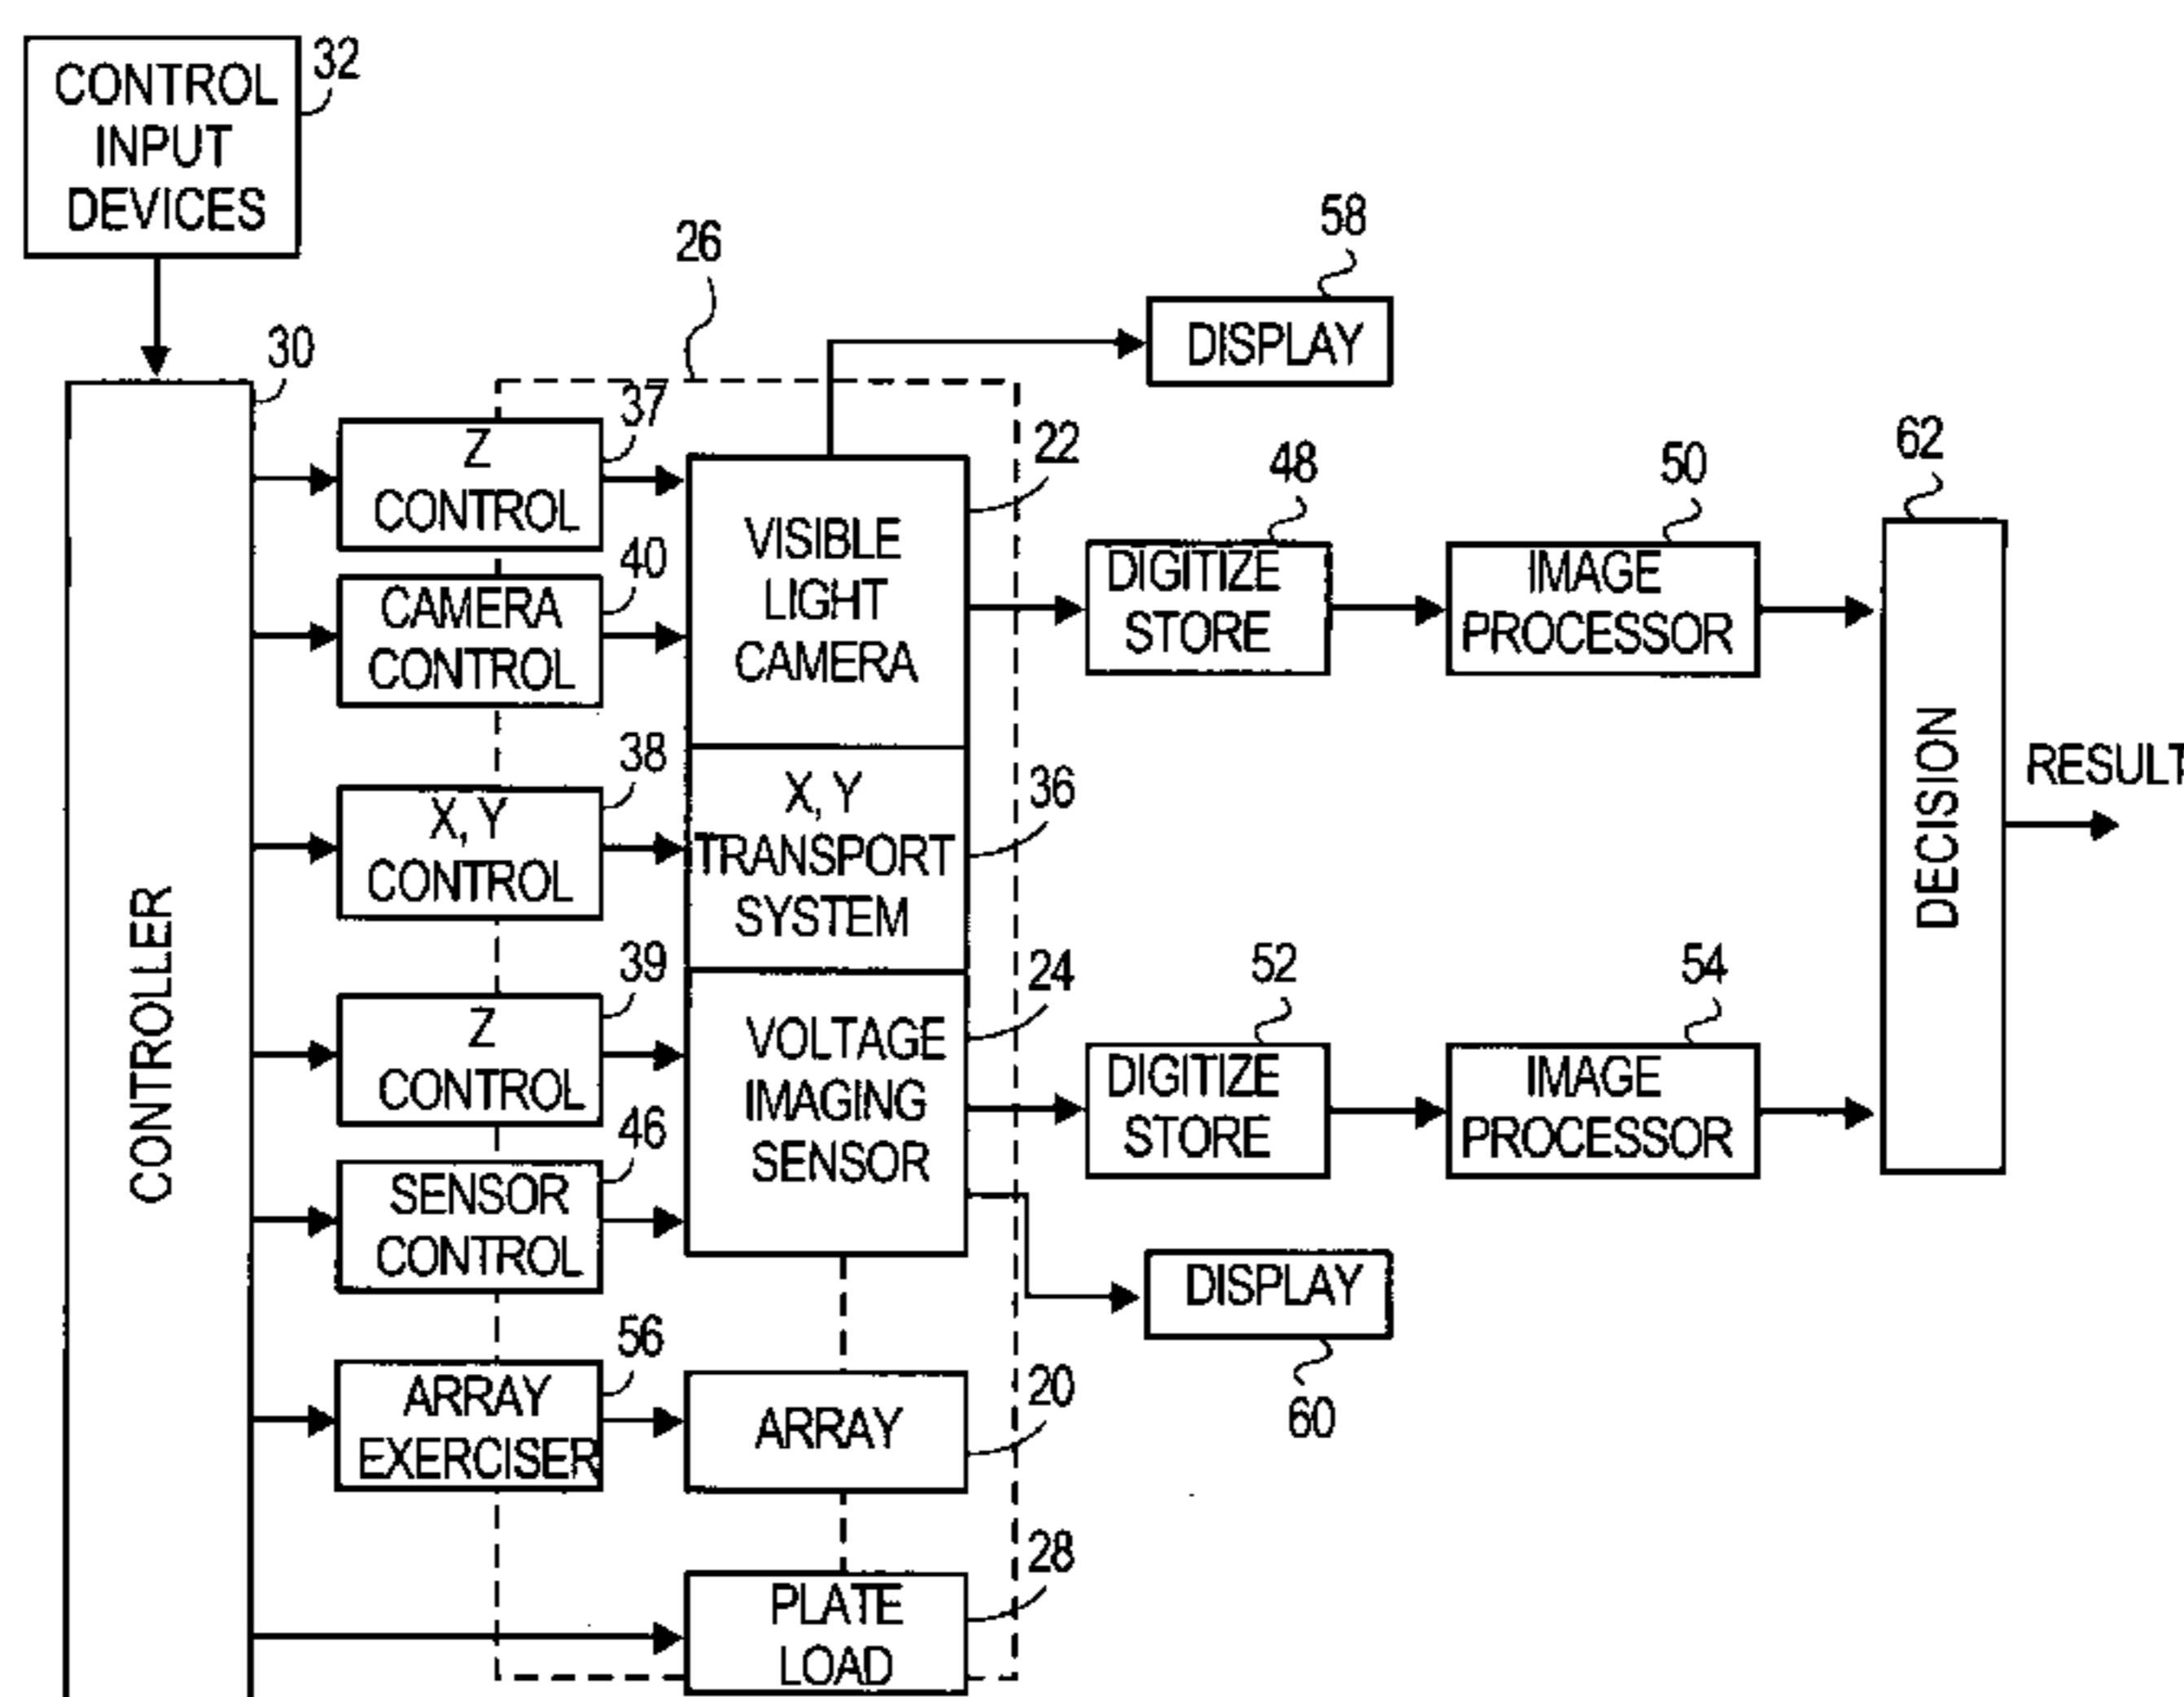 CONTROL
INPUT
DEVICES
32
30
CONTROLLER
26
Z
CONTROL
37
CAMERA
CONTROL
40
X, Y
CONTROL
38
Z
CONTROL
39
SENSOR
CONTROL
46
ARRAY
EXERCISER
56
VISIBLE
LIGHT
CAMERA
22
X, Y
TRANSPORT
SYSTEM
36
VOLTAGE
IMAGING
SENSOR
24
ARRAY
20
PLATE
LOAD
28
58
DISPLAY
48
DIGITIZE
STORE
50
IMAGE
PROCESSOR
52
DIGITIZE
STORE
54
IMAGE
PROCESSOR
DISPLAY
60
62
DECISION
RESULT